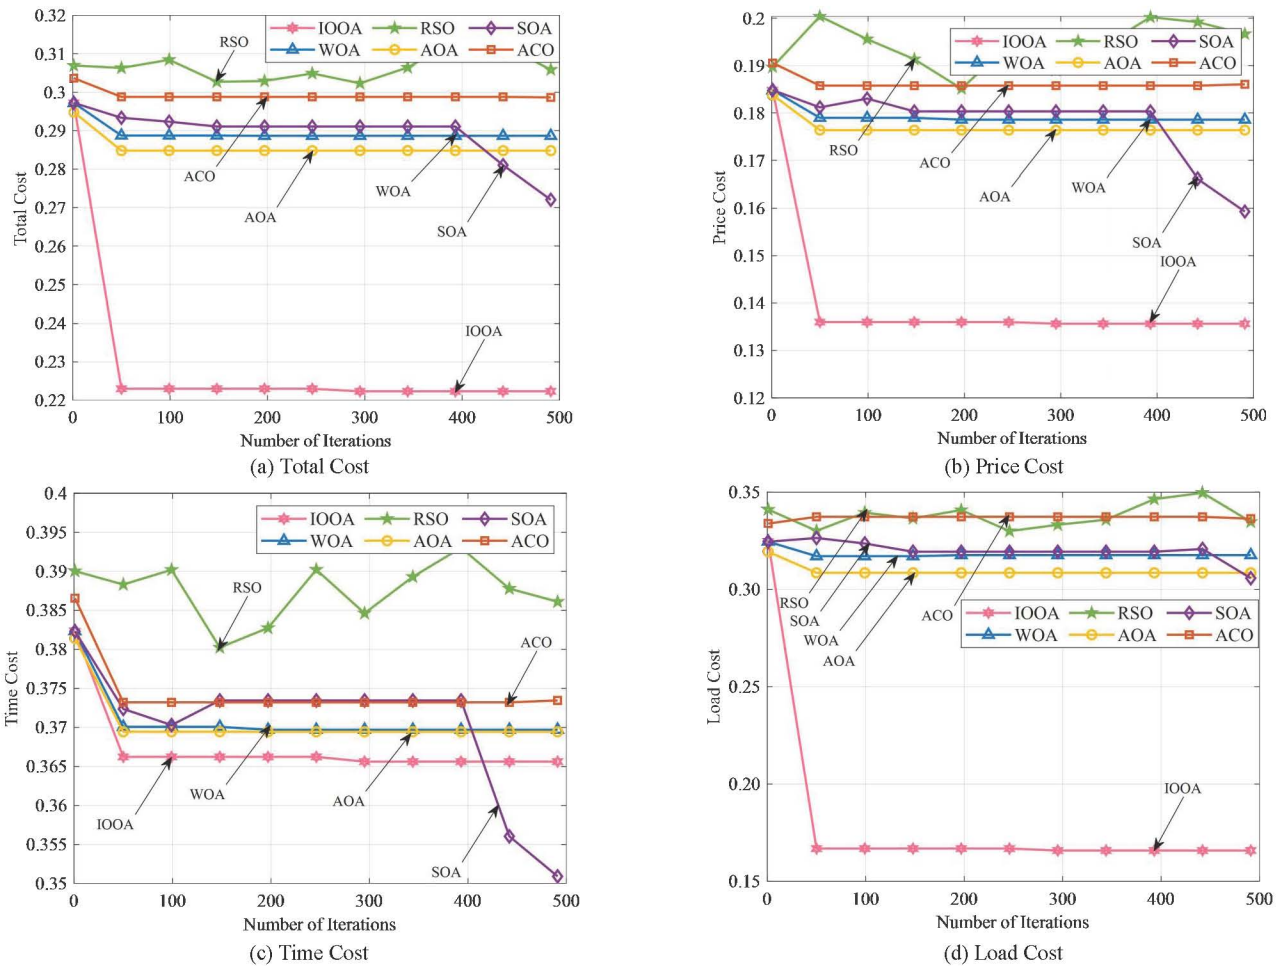 0.32
0.31
0.3
0.29
0.28
0.27
0.26
0.25
0.24
0.23
0.22
Total Cost
IOOA RSO SOA
WOA AOA ACO
RSO
ACO
AOA
WOA
SOA
IOOA
0 100 200 300 400 500
Number of Iterations
(a) Total Cost
0.2
0.19
0.18
0.17
0.16
0.15
0.14
0.13
0.12
Price Cost
IOOA RSO SOA
WOA AOA ACO
RSO
ACO
AOA
WOA
SOA
IOOA
0 100 200 300 400 500
Number of Iterations
(b) Price Cost
0.4
0.395
0.39
0.385
0.38
0.375
0.37
0.365
0.36
0.355
0.35
Time Cost
IOOA RSO SOA
WOA AOA ACO
RSO
ACO
WOA
AOA
IOOA
SOA
0 100 200 300 400 500
Number of Iterations
(c) Time Cost
0.35
0.30
0.25
0.20
0.15
Load Cost
RSO
SOA
WOA
AOA
ACO
IOOA RSO SOA
WOA AOA ACO
IOOA
0 100 200 300 400 500
Number of Iterations
(d) Load Cost